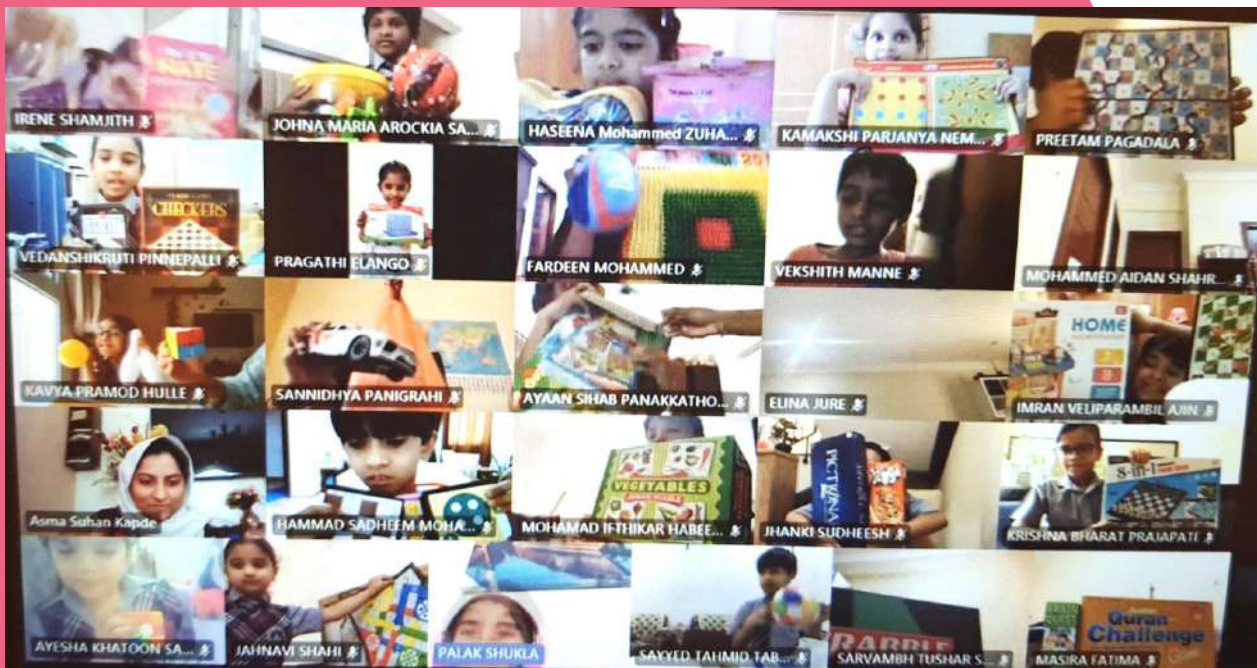 IRENE SHAMJITH
JOHNA MARIA AROCKIA SA...
HASEENA Mohammed ZUHA...
KAMAKSHI PARJANYA NEM...
PREETAM PAGADALA
CHECKERS
VEDANSHIKRUTI PINNEPALLI
PRAGATHI ELANGO
FARDEEN MOHAMMED
VEKSHITH MANNE
MOHAMMED AIDAN SHAHR...
HOME
KAVYA PRAMOD HULLE
SANNIDHYA PANIGRAHI
AYAAN SIHAB PANAKKATHO...
ELINA JURE
IMRAN VELIPARAMBIL AJIN
VEGETABLES
PICTIONA
8-in-1
Asma Suhan Kapde
HAMMAD SADHEEM MOHA...
MOHAMAD IFTHIKAR HABEE...
JHANKI SUDHEESH
KRISHNA BHARAT PRAJAPATI
RABBLE
Quran
Challenge
AYESHA KHATOON SA...
JAHNAVI SHAHI
PALAK SHUKLA
SAYYED TAHMID TAB...
SARVAMBH TUSHAR S...
MASIRA FATIMA